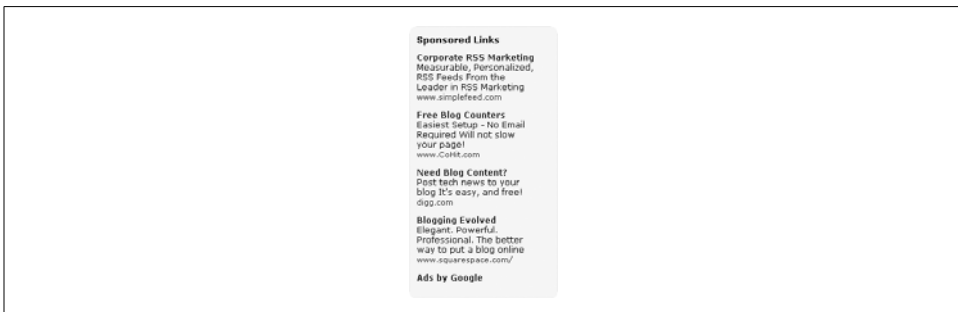 Sponsored Links
Corporate RSS Marketing
Measurable, Personalized,
RSS Feeds From the
Leader in RSS Marketing
www.simplefeed.com
Free Blog Counters
Easiest Setup - No Email
Required Will not slow
your page!
www.CoHit.com
Need Blog Content?
Post tech news to your
blog It's easy, and free!
digg.com
Blogging Evolved
Elegant. Powerful.
Professional. The better
way to put a blog online
www.squarespace.com/
Ads by Google